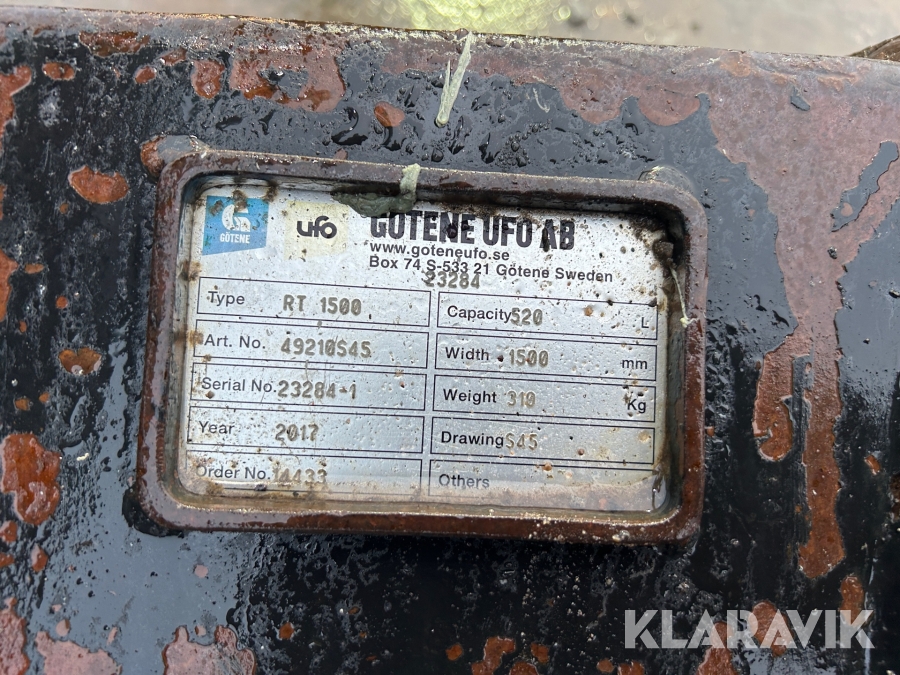 GÖTENE
ufo
GÖTENE UFO AB
www.goteneufo.se
Box 74 S-533 21 Götene Sweden
23284
Type RT 1500 Capacity 520 L
Art. No. 49210S45 Width 1500 mm
Serial No. 23284-1 Weight 310 Kg
Year 2017 Drawing S45
Order No. 4433 Others
KLARAVIK